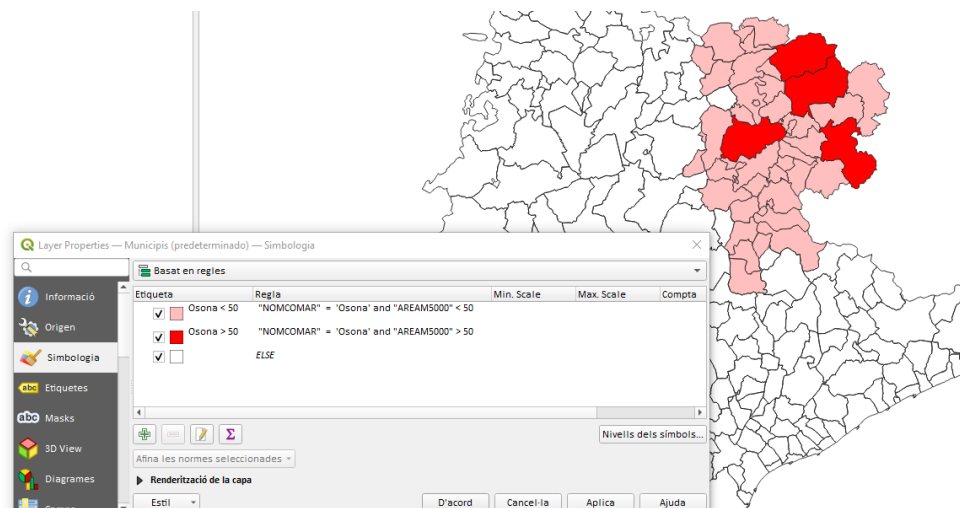 Layer Properties — Municipis (predeterminado) — Simbologia
Informació
Origen
Simbologia
abc Etiquetes
abc Masks
3D View
Diagrames
Basat en regles
Etiqueta Regla Min. Scale Max. Scale Compta
Osona < 50 "NOMCOMAR" = 'Osona' and "AREAM5000" < 50
Osona > 50 "NOMCOMAR" = 'Osona' and "AREAM5000" > 50
ELSE
Nivells dels símbols...
Afina les normes seleccionades
Renderització de la capa
Estil D'acord Cancel·la Aplica Ajuda